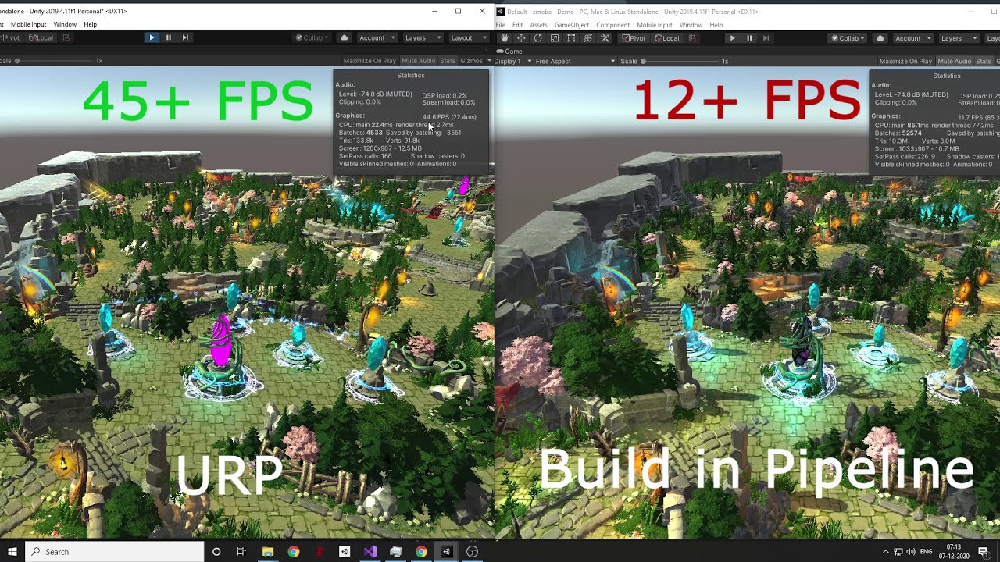 ndalone - Unity 2019.4.11f1 Personal* <DX11>
nt Mobile Input Window Help
Pivot Local Collab Account Layers Layout
cale 1x Maximize On Play Mute Audio Stats Gizmos
45+ FPS
Statistics
Audio:
Level: -74.8 dB (MUTED) DSP load: 0.2%
Clipping: 0.0% Stream load: 0.0%
Graphics: 44.6 FPS (22.4ms)
CPU: main 22.4ms render thread 2.7ms
Batches: 4533 Saved by batching: -3551
Tris: 133.8k Verts: 91.8k
Screen: 1206x907 - 12.5 MB
SetPass calls: 166 Shadow casters: 0
Visible skinned meshes: 0 Animations: 0
URP
Default - zmoba - Demo - PC, Mac & Linux Standalone - Unity 2019.4.11f1 Personal <DX11>
File Edit Assets GameObject Component Mobile Input Window Help
Pivot Local Collab Account Layers Lay
Game
Display 1 Free Aspect Scale 1x Maximize On Play Mute Audio Stats
12+ FPS
Statistics
Audio:
Level: -74.8 dB (MUTED) DSP load: 0.2%
Clipping: 0.0% Stream load: 0.0
Graphics: 11.7 FPS (85.3
CPU: main 85.1ms render thread 77.2ms
Batches: 52574 Saved by batching
Tris: 10.3M Verts: 8.0M
Screen: 1033x907 - 10.7 MB
SetPass calls: 22619 Shadow casters: 1
Visible skinned meshes: 0 Animations: 0
Build in Pipeline
Search
ENG
07:13
07-12-2020